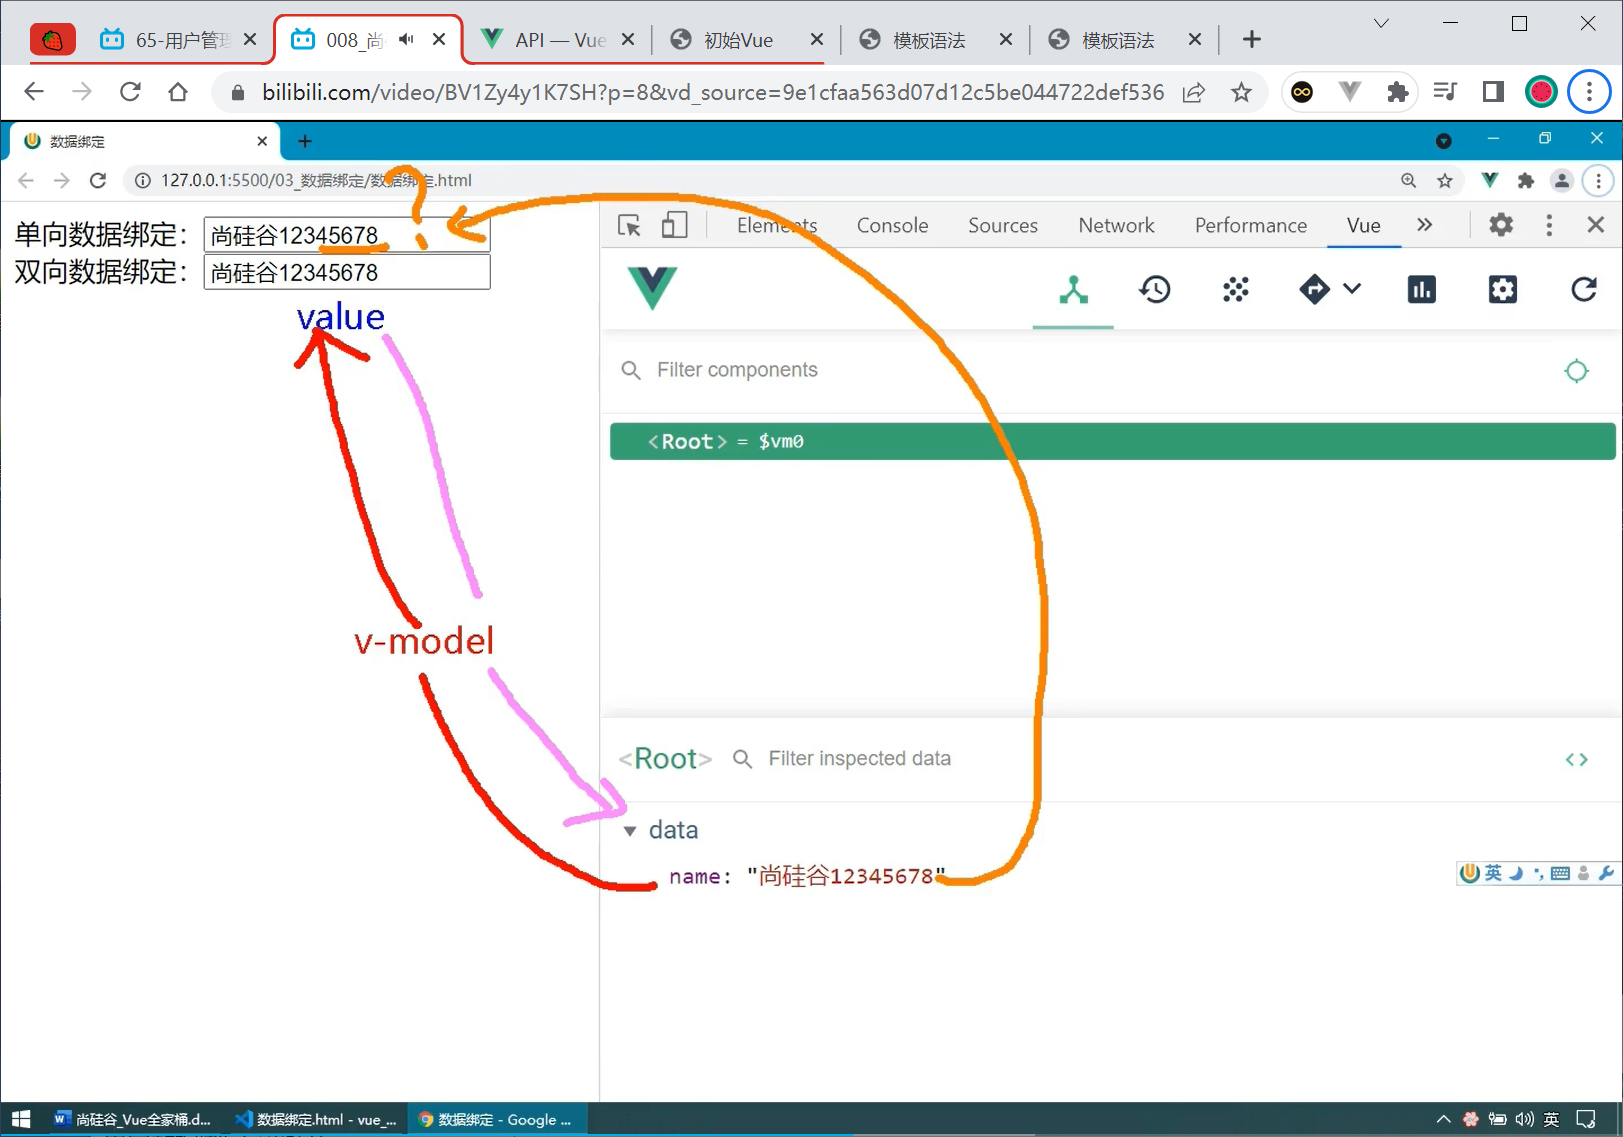 65-用户管理
008_尚
API — Vue
初始Vue
模板语法
模板语法
bilibili.com/video/BV1Zy4y1K7SH?p=8&vd_source=9e1cfaa563d07d12c5be044722def536
数据绑定
127.0.0.1:5500/03_数据绑定/数据绑定.html
单向数据绑定：尚硅谷12345678
双向数据绑定：尚硅谷12345678
?
value
v-model
Elements Console Sources Network Performance Vue
Filter components
<Root> = $vm0
<Root> Filter inspected data
data
name: "尚硅谷12345678"
英
尚硅谷_Vue全家桶.d...
数据绑定.html - vue_...
数据绑定 - Google ...
英